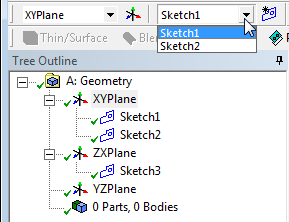 XYPlane Sketch1
Sketch1
Thin/Surface Ble
Sketch2
Tree Outline
A: Geometry
XYPlane
Sketch1
Sketch2
ZXPlane
Sketch3
YZPlane
0 Parts, 0 Bodies